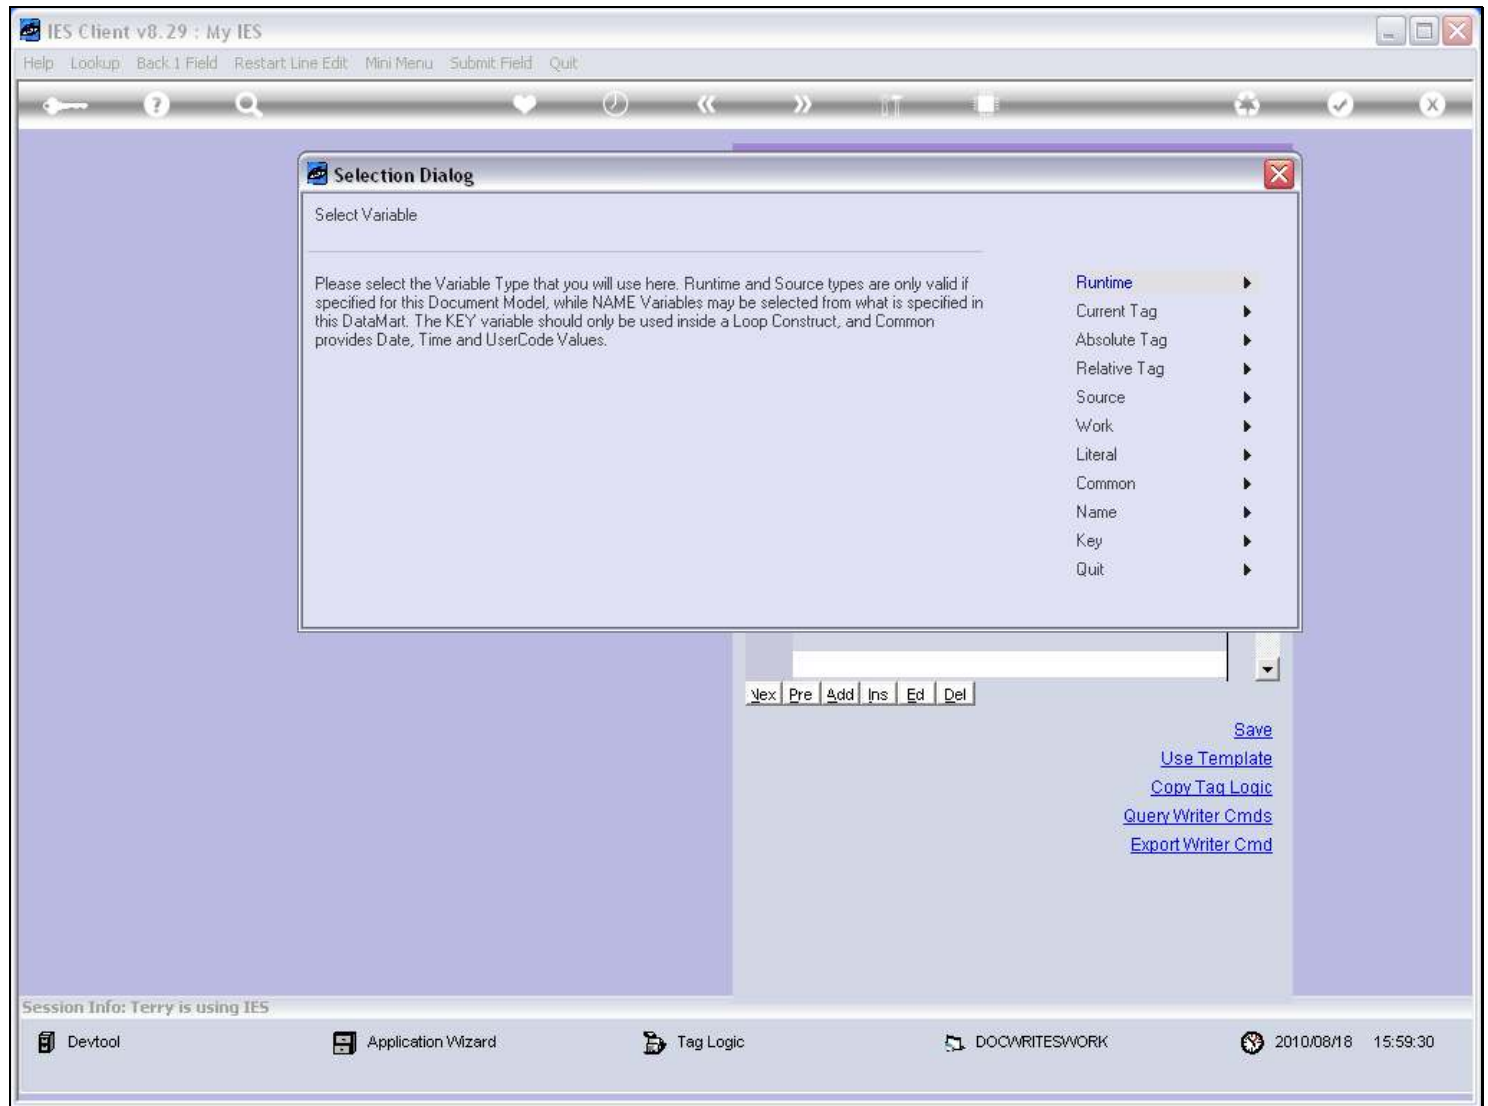 IES Client v8.29 : My IES
Help Lookup Back 1 Field Restart Line Edit Mini Menu Submit Field Quit
Selection Dialog
Select Variable
Please select the Variable Type that you will use here. Runtime and Source types are only valid if
specified for this Document Model, while NAME Variables may be selected from what is specified in
this DataMart. The KEY variable should only be used inside a Loop Construct, and Common
provides Date, Time and UserCode Values.
Runtime
Current Tag
Absolute Tag
Relative Tag
Source
Work
Literal
Common
Name
Key
Quit
Nex Pre Add Ins Ed Del
Save
Use Template
Copy Tag Logic
Query Writer Cmds
Export Writer Cmd
Session Info: Terry is using IES
Devtool Application Wizard Tag Logic DOCWRITESWORK 2010/08/18 15:59:30